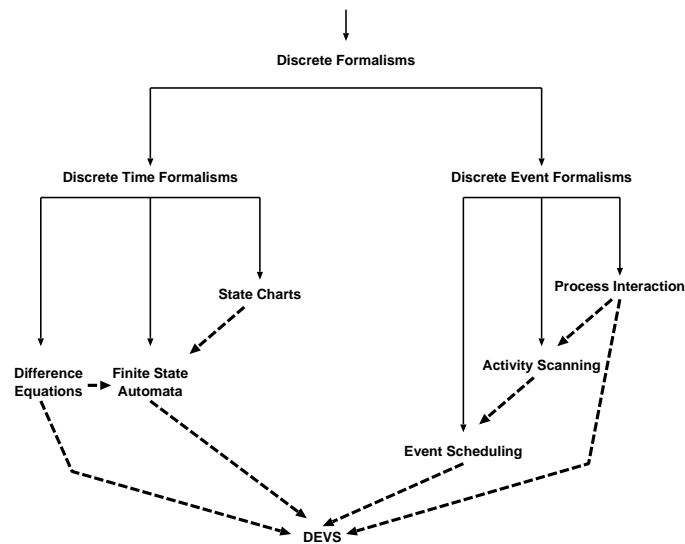 Discrete Formalisms
Discrete Time Formalisms
Discrete Event Formalisms
State Charts
Process Interaction
Difference
Equations
Finite State
Automata
Activity Scanning
Event Scheduling
DEVS